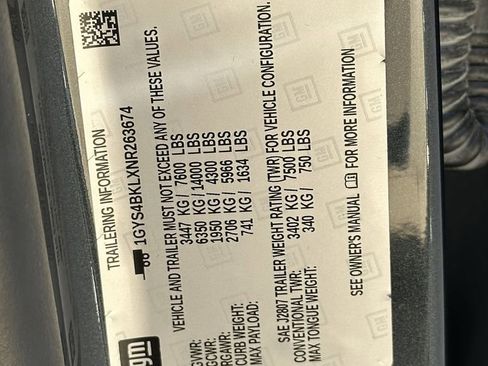 TRAILERING INFORMATION
1GYS4BKLXNR263674
VEHICLE AND TRAILER MUST NOT EXCEED ANY OF THESE VALUES.
GVWR: 3447 KG / 7600 LBS
GCWR: 6350 KG / 14000 LBS
RGAWR: 1950 KG / 4300 LBS
CURB WEIGHT: 2706 KG / 5966 LBS
MAX PAYLOAD: 741 KG / 1634 LBS
SAE J2807 TRAILER WEIGHT RATING (TWR) FOR VEHICLE CONFIGURATION.
CONVENTIONAL TWR: 3402 KG / 7500 LBS
MAX TONGUE WEIGHT: 340 KG / 750 LBS
SEE OWNER'S MANUAL FOR MORE INFORMATION
gm